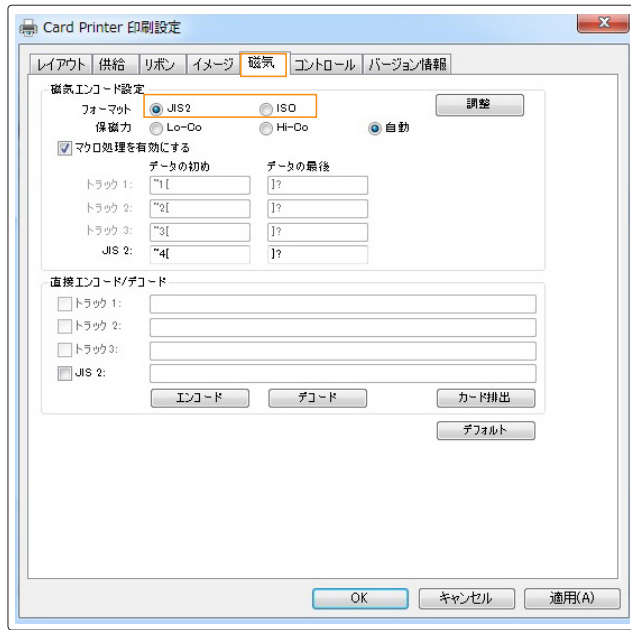 Card Printer 印刷設定
レイアウト 供給 リボン イメージ 磁気 コントロール バージョン情報
磁気エンコード設定
フォーマット JIS2 ISO 調整
保磁力 Lo-Co Hi-Co 自動
マクロ処理を有効にする
データの初め データの最後
トラック 1: ~1[ ]?
トラック 2: ~2[ ]?
トラック 3: ~3[ ]?
JIS 2: ~4[ ]?
直接エンコード/デコード
トラック 1:
トラック 2:
トラック3:
JIS 2:
エンコード デコード カード排出
デフォルト
OK キャンセル 適用(A)